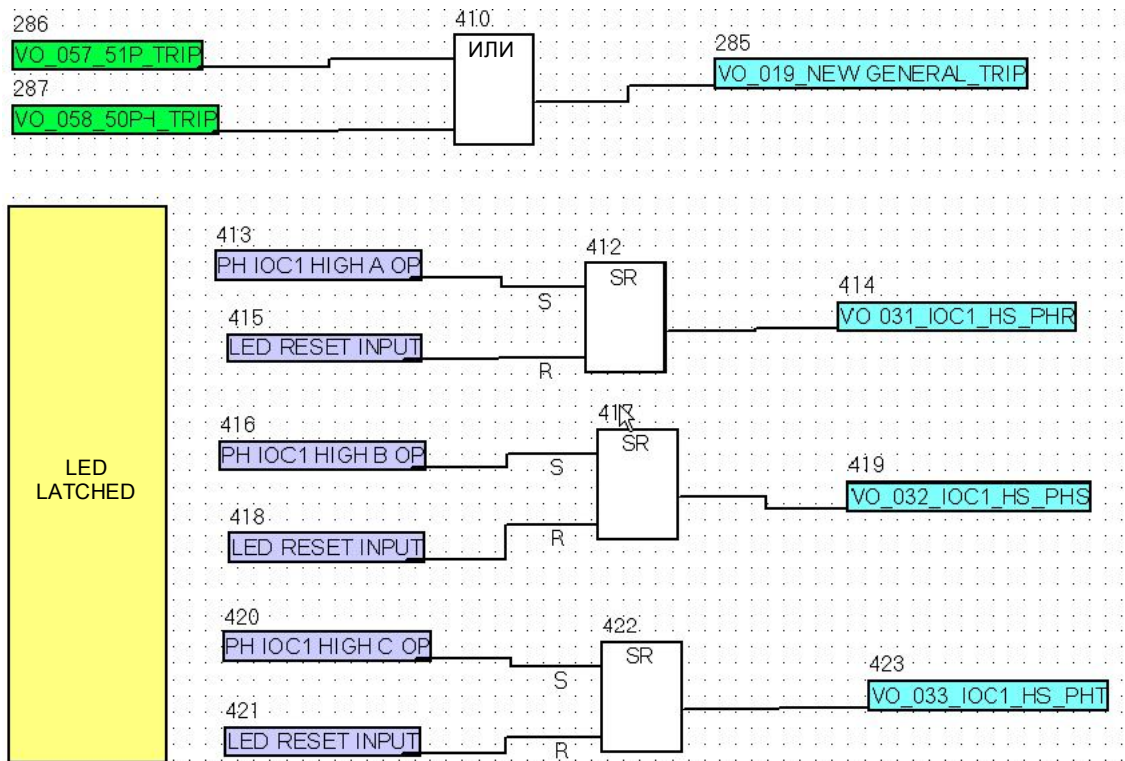 286
VO_057_51P_TRIP
287
VO_058_50PH_TRIP
410
ИЛИ
285
VO_019_NEW GENERAL_TRIP
LED
LATCHED
413
PH IOC1 HIGH A OP
415
LED RESET INPUT
S
R
412
SR
414
VO 031_IOC1_HS_PHR
416
PH IOC1 HIGH B OP
418
LED RESET INPUT
S
R
417
SR
419
VO_032_IOC1_HS_PHS
420
PH IOC1 HIGH C OP
421
LED RESET INPUT
S
R
422
SR
423
VO_033_IOC1_HS_PHT